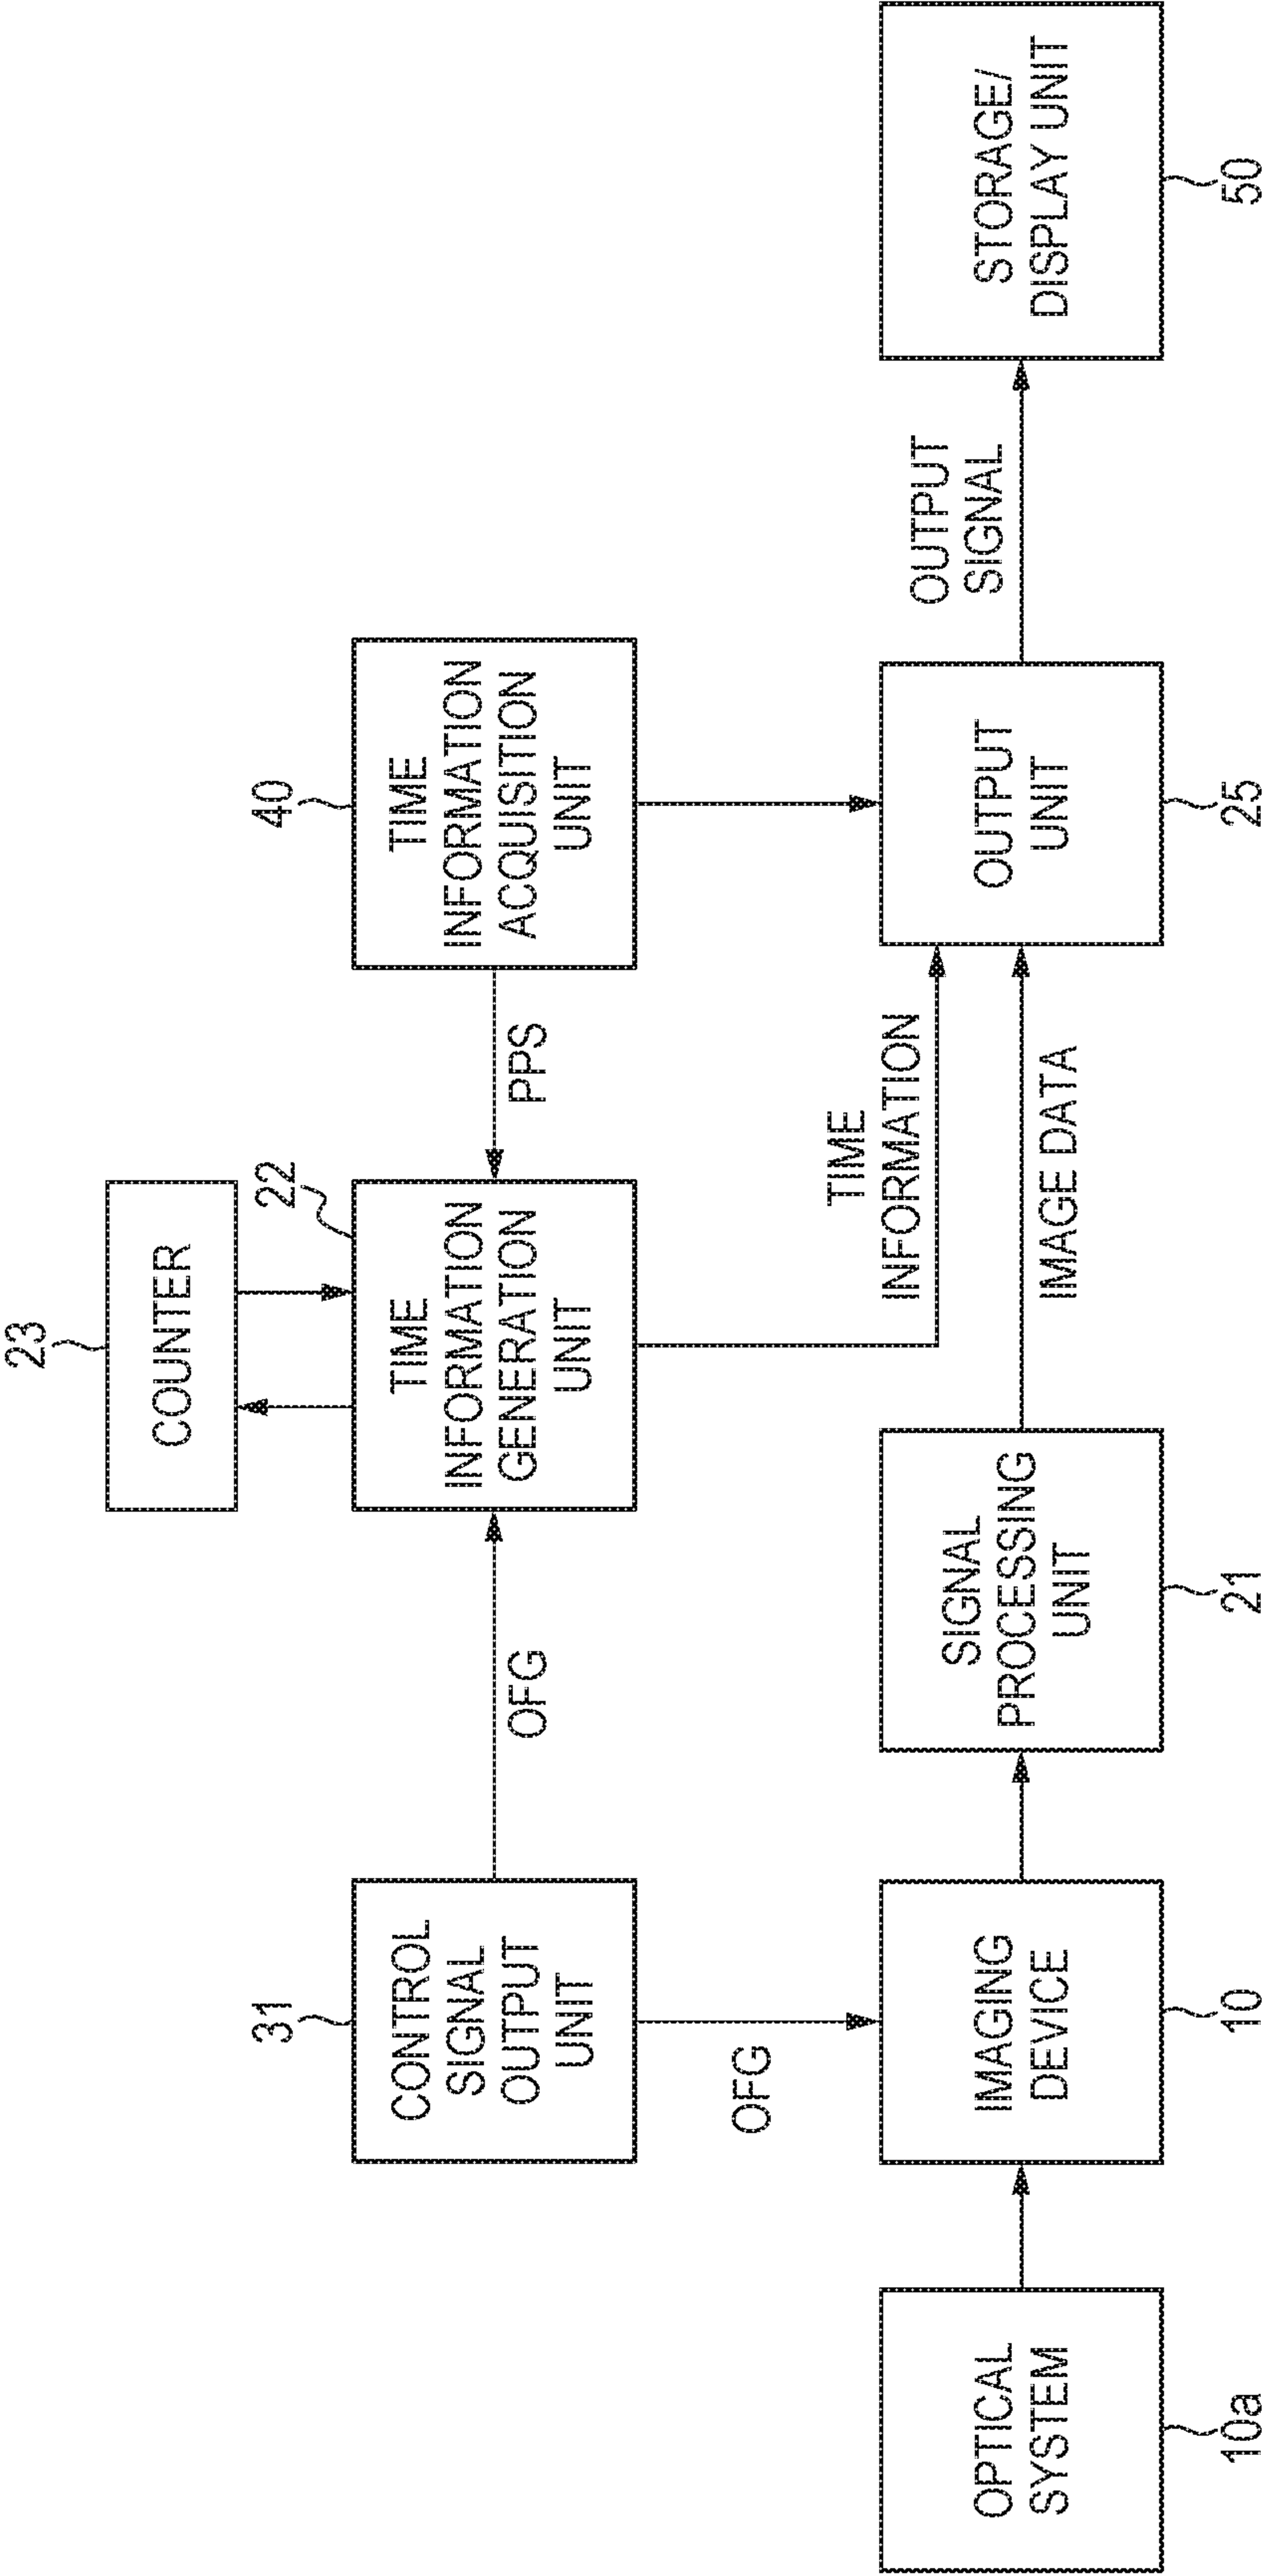 23
COUNTER
31
CONTROL
SIGNAL
OUTPUT
UNIT
OFG
22
TIME
INFORMATION
GENERATION
UNIT
PPS
40
TIME
INFORMATION
ACQUISITION
UNIT
OFG
TIME
INFORMATION
OPTICAL
SYSTEM
10a
IMAGING
DEVICE
10
SIGNAL
PROCESSING
UNIT
21
IMAGE DATA
OUTPUT
UNIT
25
OUTPUT
SIGNAL
STORAGE/
DISPLAY UNIT
50